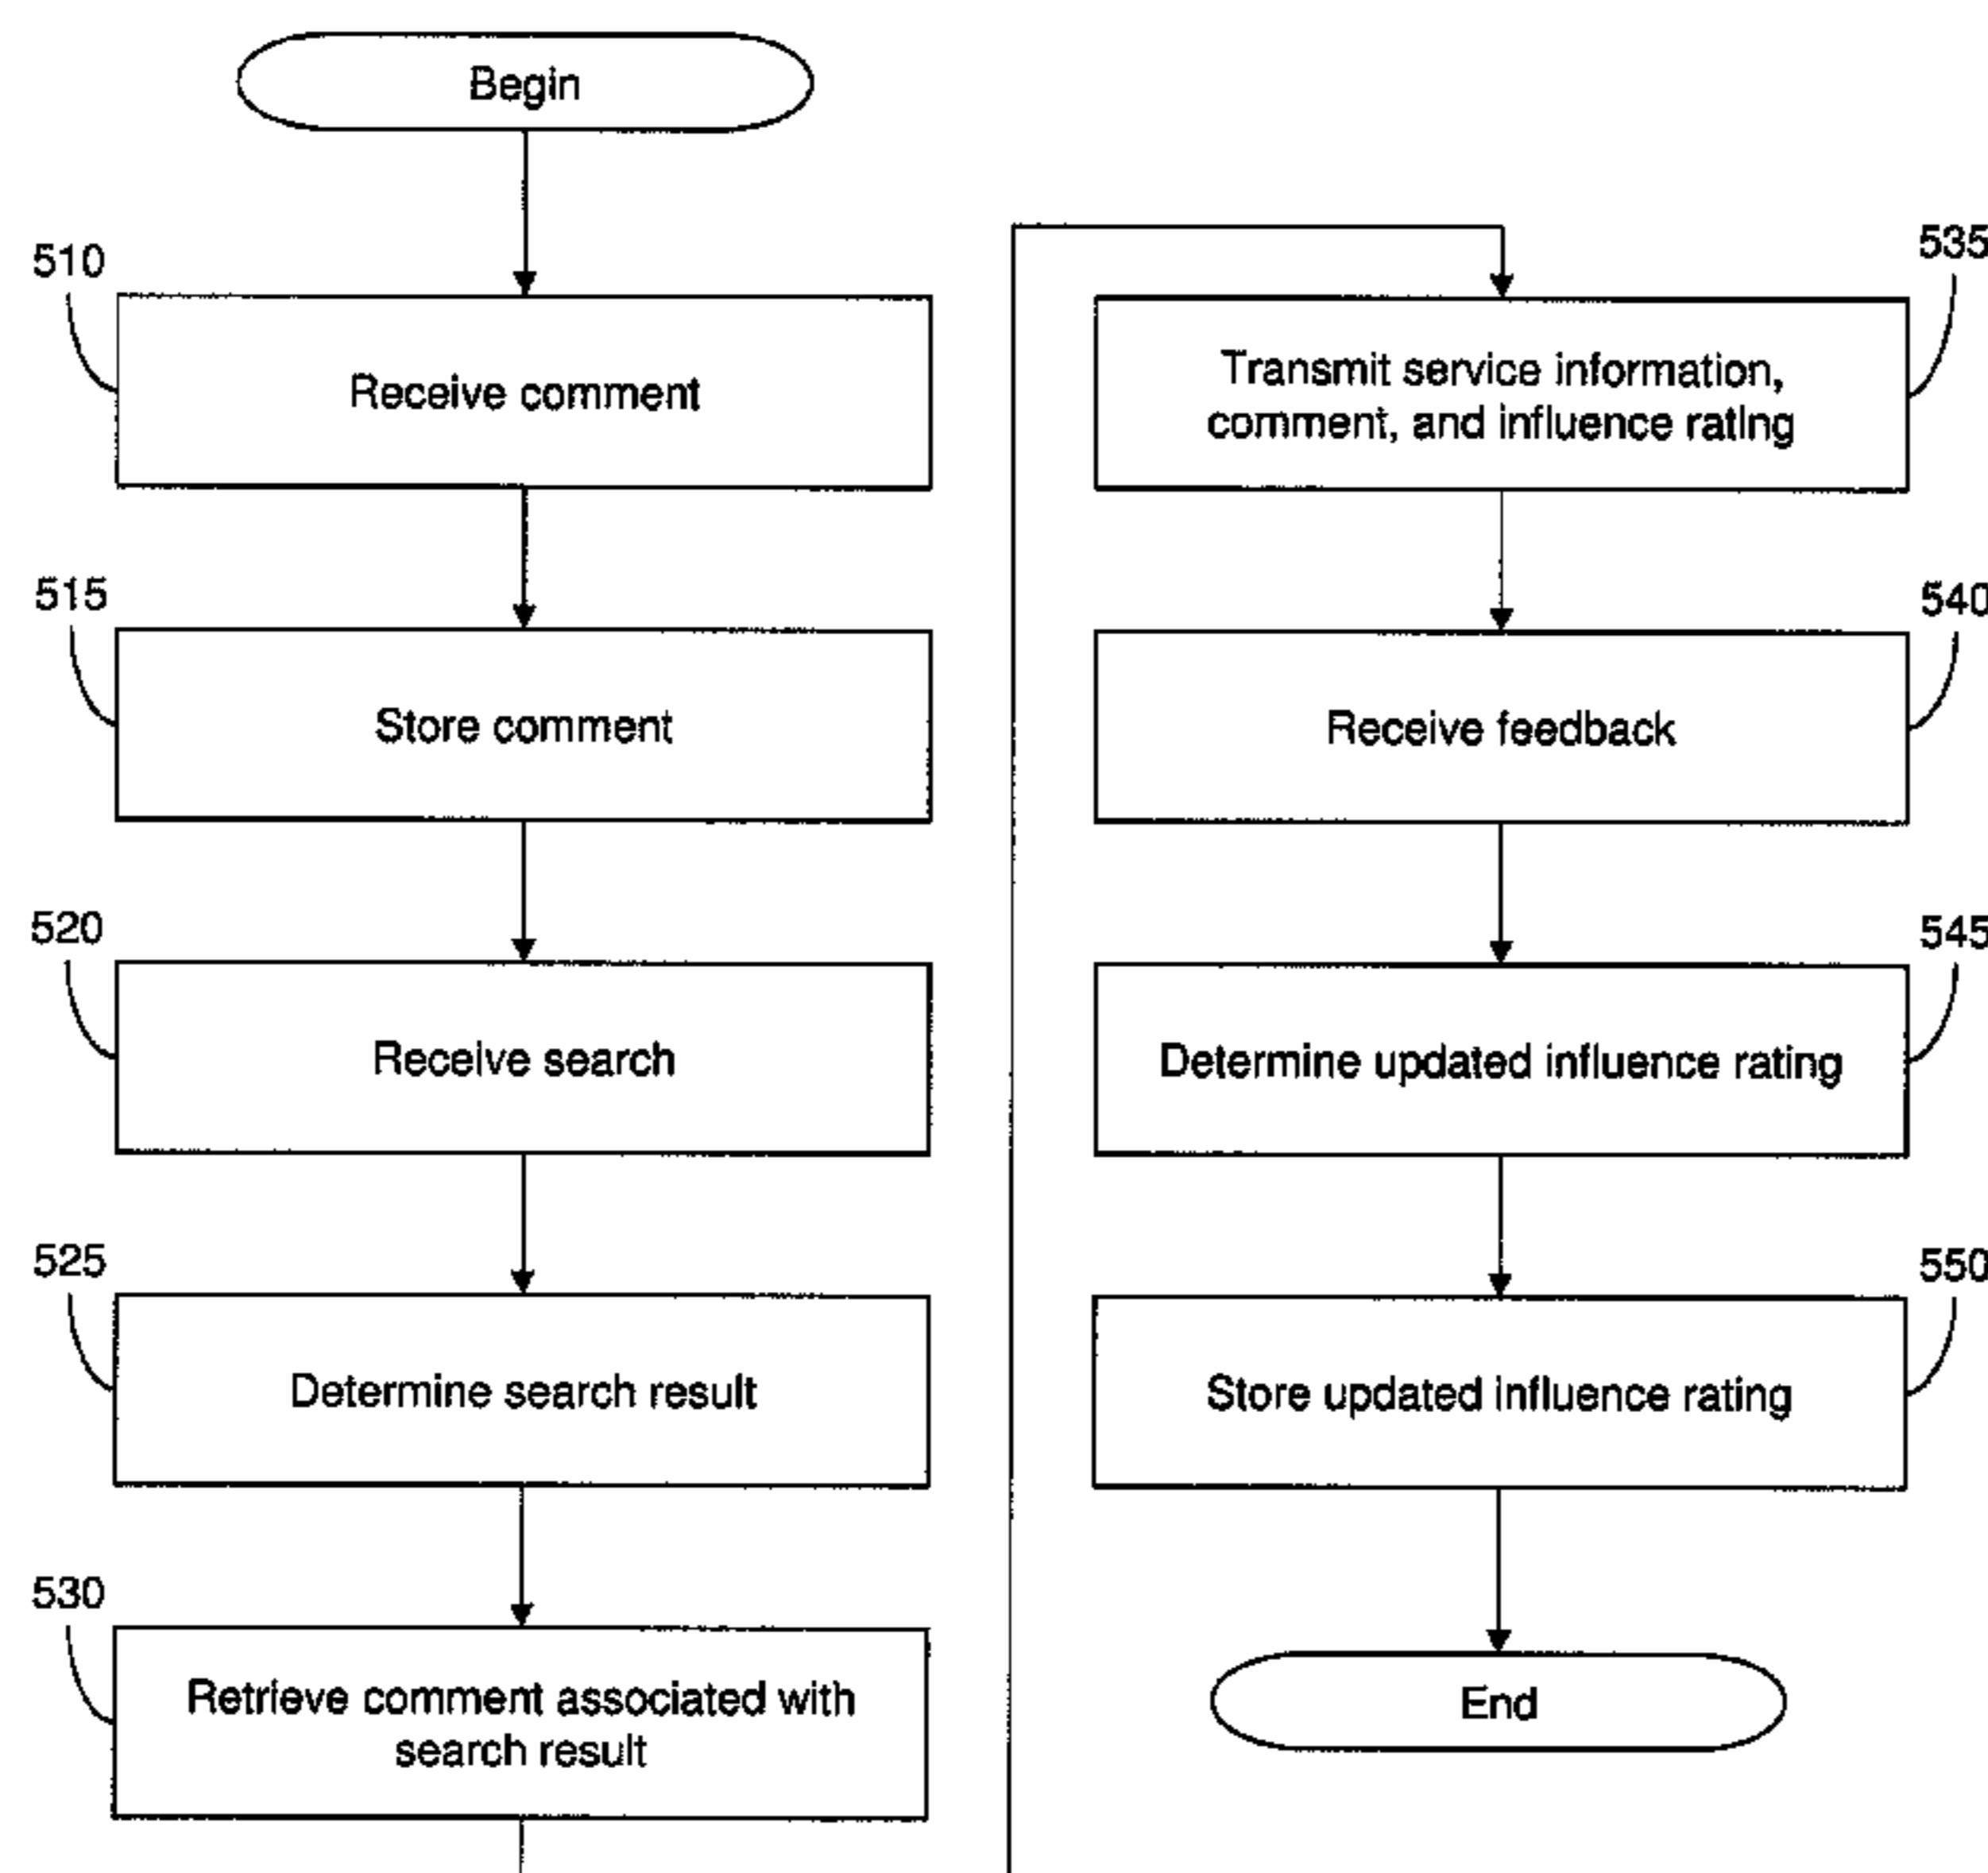 Begin
510
Receive comment
515
Store comment
520
Receive search
525
Determine search result
530
Retrieve comment associated with
search result
535
Transmit service information,
comment, and influence rating
540
Receive feedback
545
Determine updated influence rating
550
Store updated influence rating
End